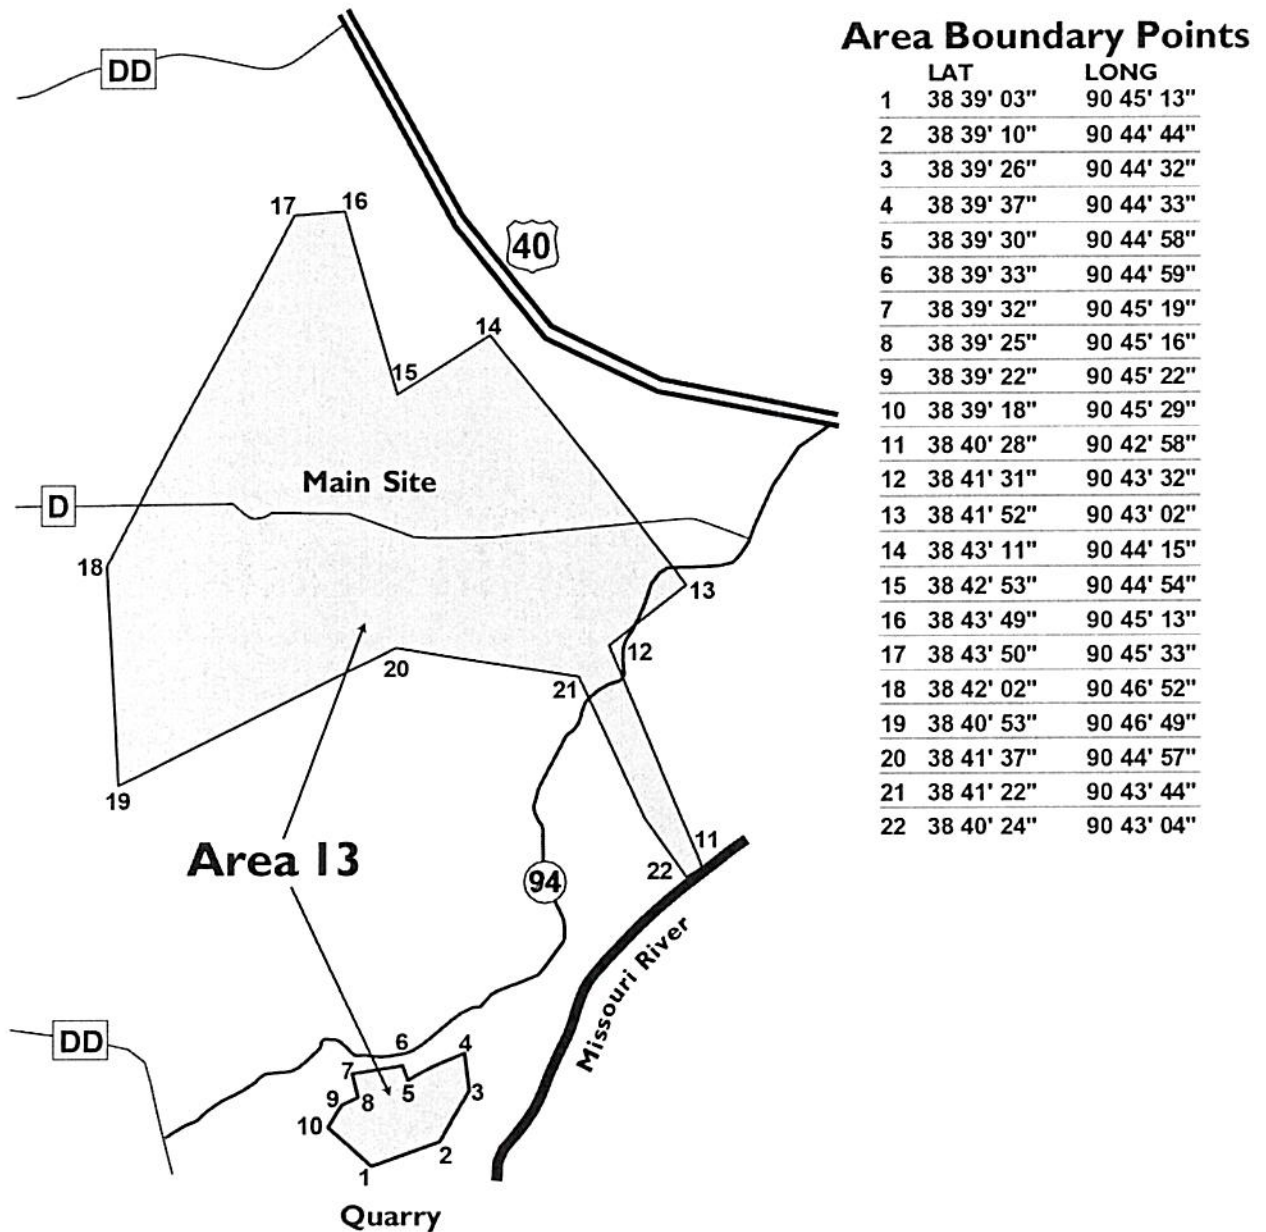 Area Boundary Points
LAT LONG
1 38 39' 03" 90 45' 13"
2 38 39' 10" 90 44' 44"
3 38 39' 26" 90 44' 32"
4 38 39' 37" 90 44' 33"
5 38 39' 30" 90 44' 58"
6 38 39' 33" 90 44' 59"
7 38 39' 32" 90 45' 19"
8 38 39' 25" 90 45' 16"
9 38 39' 22" 90 45' 22"
10 38 39' 18" 90 45' 29"
11 38 40' 28" 90 42' 58"
12 38 41' 31" 90 43' 32"
13 38 41' 52" 90 43' 02"
14 38 43' 11" 90 44' 15"
15 38 42' 53" 90 44' 54"
16 38 43' 49" 90 45' 13"
17 38 43' 50" 90 45' 33"
18 38 42' 02" 90 46' 52"
19 38 40' 53" 90 46' 49"
20 38 41' 37" 90 44' 57"
21 38 41' 22" 90 43' 44"
22 38 40' 24" 90 43' 04"
DD
17
16
40
14
15
Main Site
D
18
13
12
20
21
19
11
Area 13
22
94
Missouri River
DD
6
4
7
5
3
9
8
10
2
1
Quarry